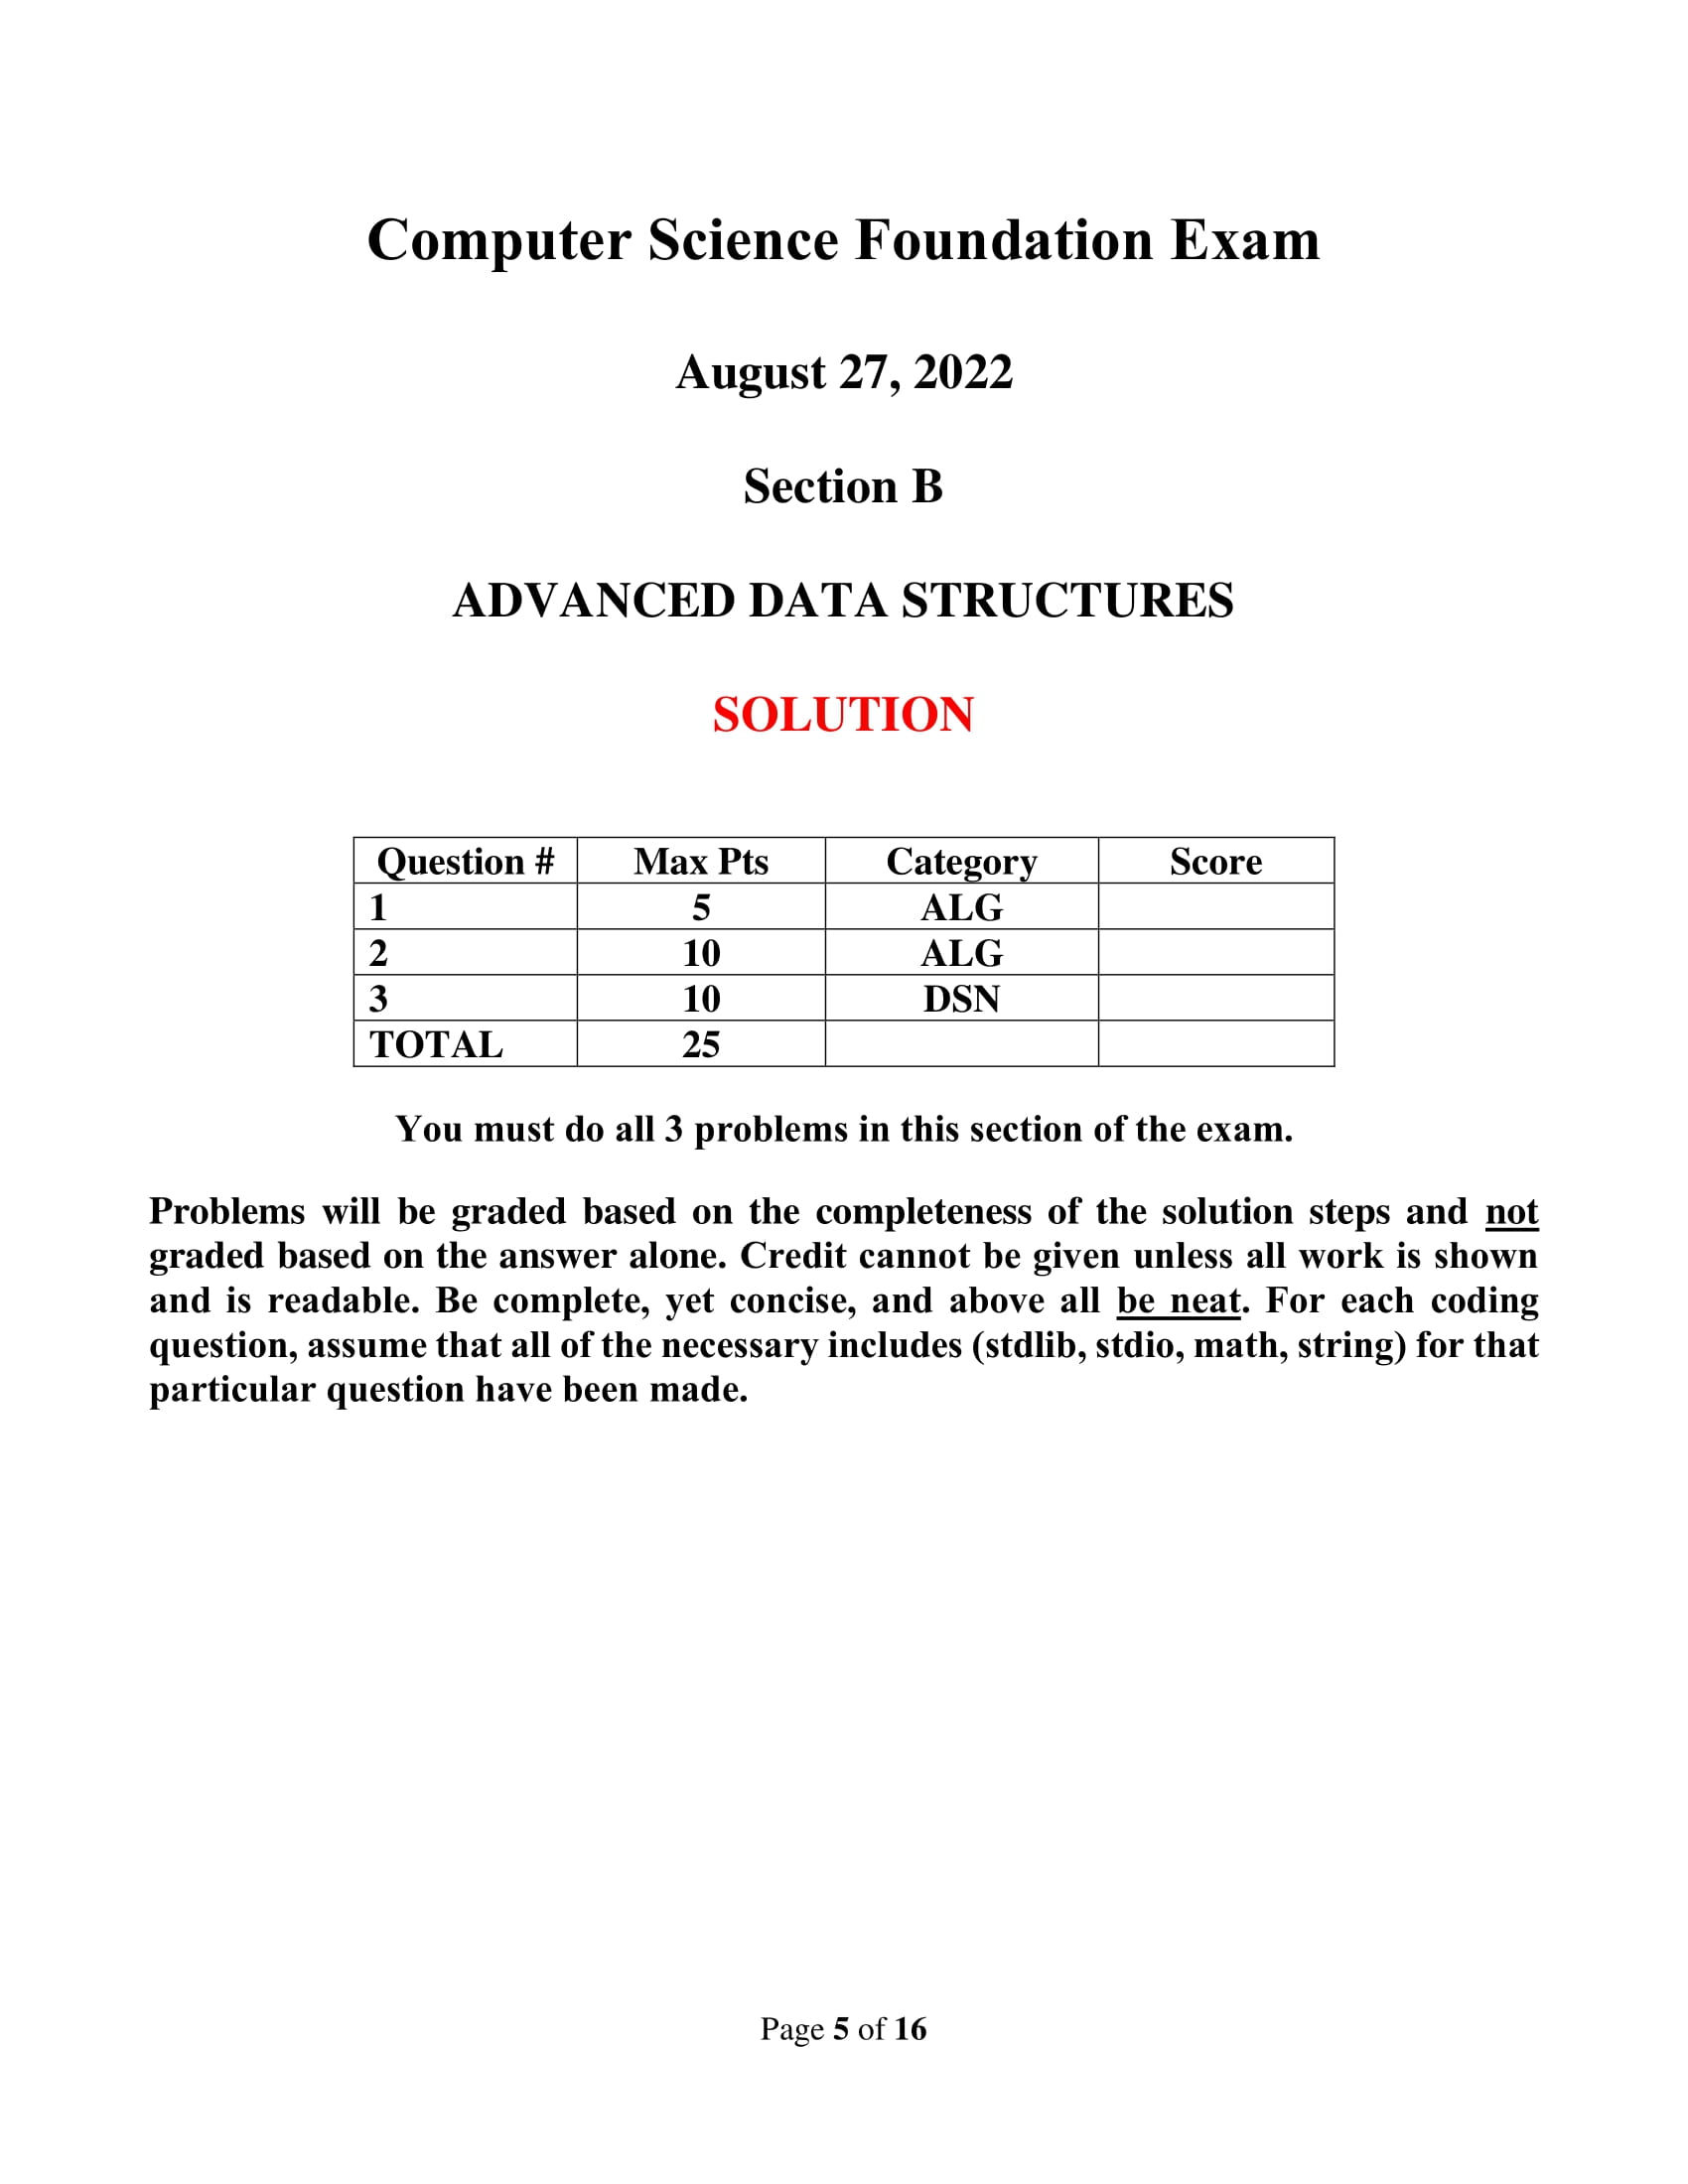 Computer Science Foundation Exam
August 27, 2022
Section B
ADVANCED DATA STRUCTURES
SOLUTION
Question # Max Pts Category Score
1 5 ALG
2 10 ALG
3 10 DSN
TOTAL 25
You must do all 3 problems in this section of the exam.
Problems will be graded based on the completeness of the solution steps and not
graded based on the answer alone. Credit cannot be given unless all work is shown
and is readable. Be complete, yet concise, and above all be neat. For each coding
question, assume that all of the necessary includes (stdlib, stdio, math, string) for that
particular question have been made.
Page 5 of 16